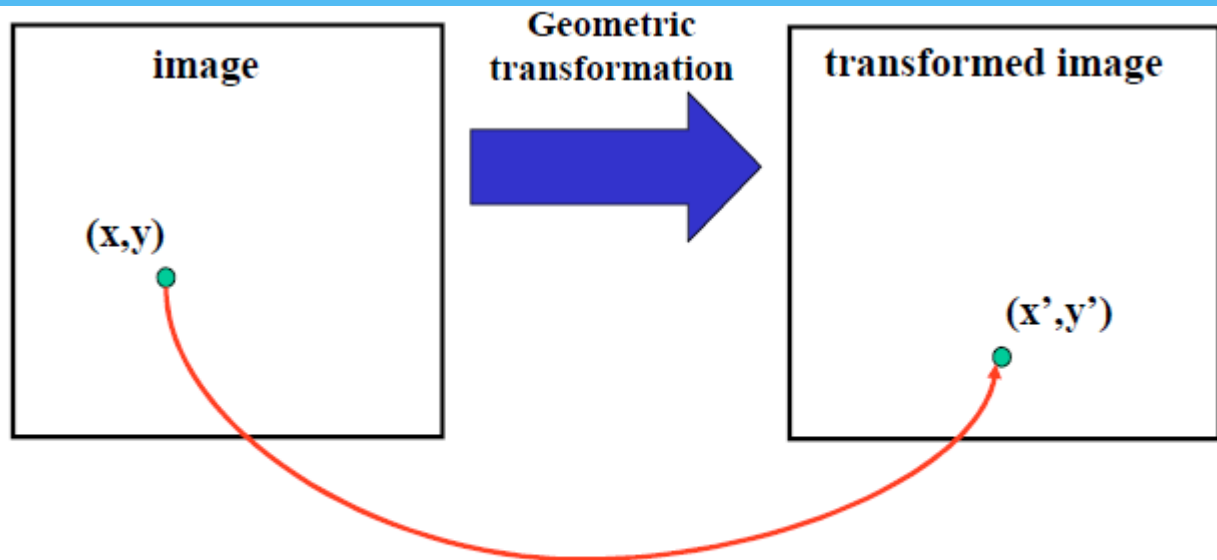 image
Geometric
transformation
transformed image
(x,y)
(x’,y’)